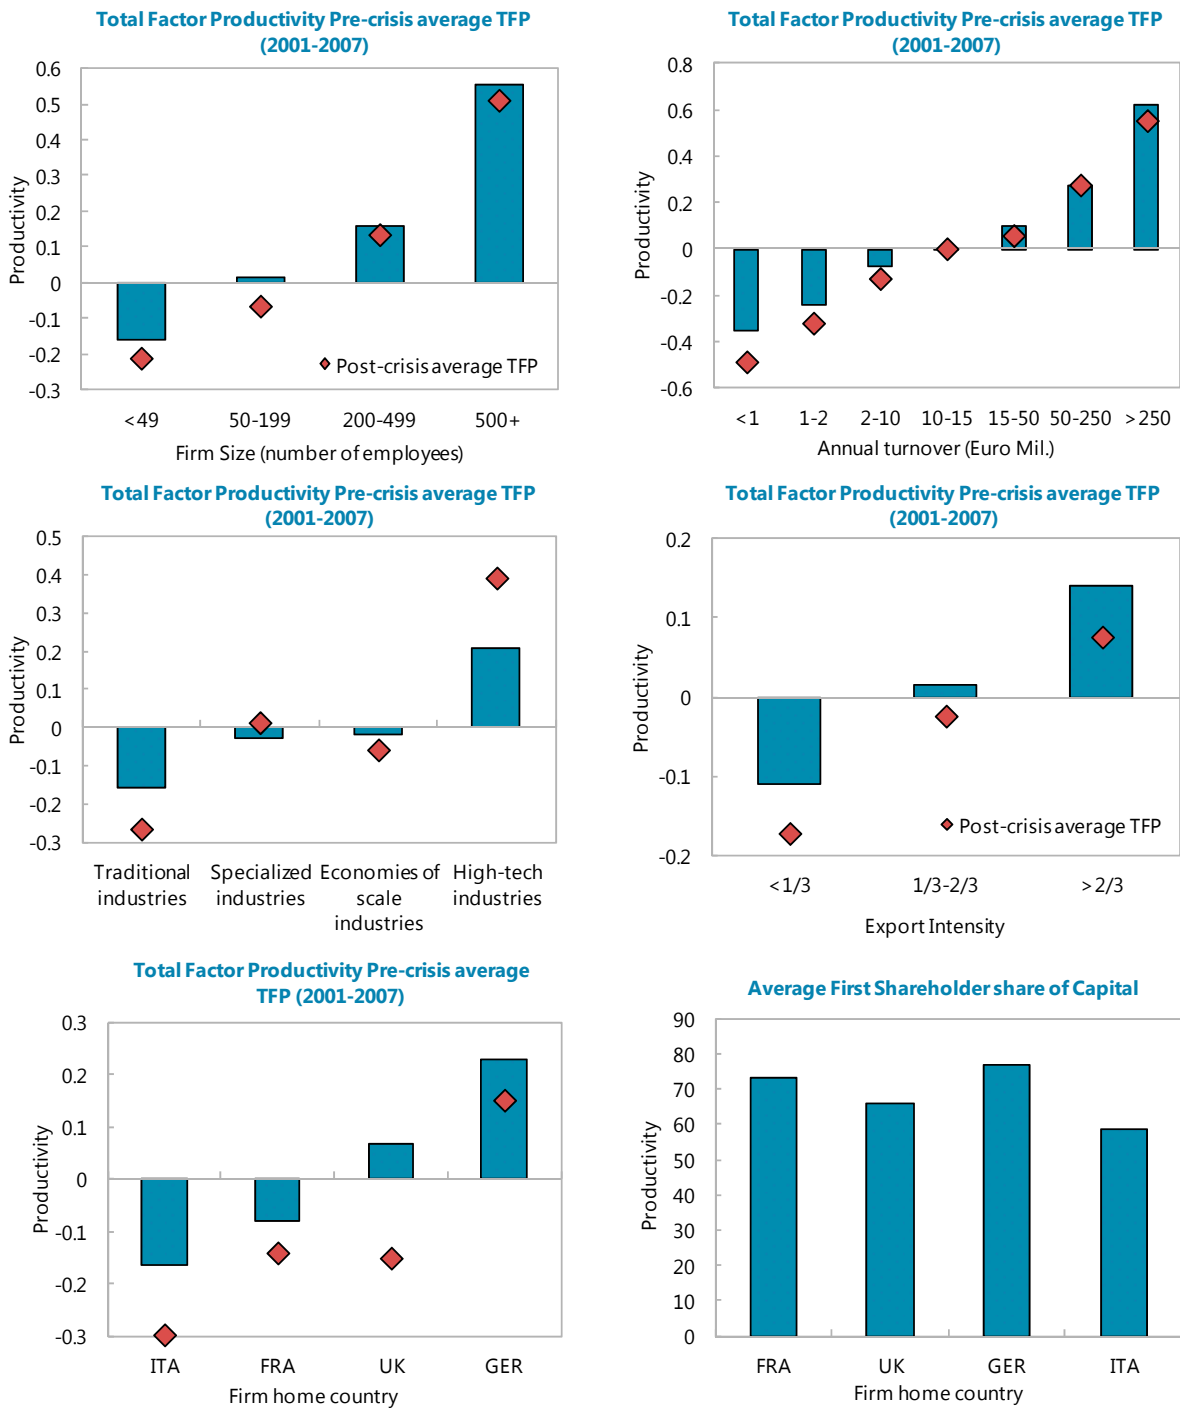 Total Factor Productivity Pre-crisis average TFP
(2001-2007)
0.6
0.5
0.4
0.3
0.2
0.1
0
-0.1
-0.2
-0.3
Productivity
Post-crisis average TFP
<49 50-199 200-499 500+
Firm Size (number of employees)
Total Factor Productivity Pre-crisis average TFP
(2001-2007)
0.8
0.6
0.4
0.2
0
-0.2
-0.4
-0.6
Productivity
<1 1-2 2-10 10-15 15-50 50-250 >250
Annual turnover (Euro Mil.)
Total Factor Productivity Pre-crisis average TFP
(2001-2007)
0.5
0.4
0.3
0.2
0.1
0
-0.1
-0.2
-0.3
Productivity
Traditional Specialized Economies of High-tech
industries industries scale industries
industries
Total Factor Productivity Pre-crisis average TFP
(2001-2007)
0.2
0.1
0
-0.1
-0.2
Productivity
Post-crisis average TFP
<1/3 1/3-2/3 >2/3
Export Intensity
Total Factor Productivity Pre-crisis average
TFP (2001-2007)
0.3
0.2
0.1
0
-0.1
-0.2
-0.3
Productivity
ITA FRA UK GER
Firm home country
Average First Shareholder share of Capital
90
80
70
60
50
40
30
20
10
0
Productivity
FRA UK GER ITA
Firm home country